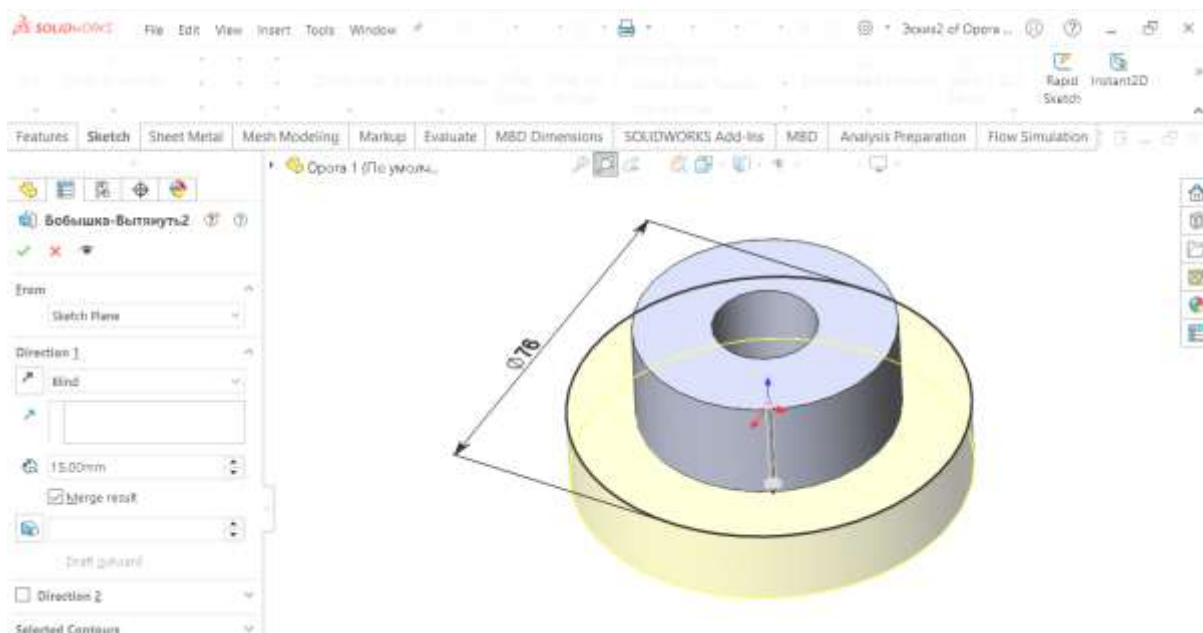 SOLIDWORKS File Edit View Insert Tools Window Эскиз2 of Opora ...
Rapid Sketch Instant2D
Features Sketch Sheet Metal Mesh Modeling Markup Evaluate MBD Dimensions SOLIDWORKS Add-Ins MBD Analysis Preparation Flow Simulation
Opora 1 (По умолч...
Бобышка-Вытянуть2
From
Sketch Plane
Direction 1
Blind
15.00mm
Merge result
Draft outward
Direction 2
Selected Contours
Ø76